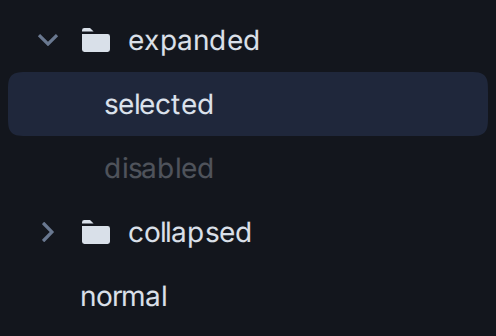 expanded
selected
disabled
collapsed
normal